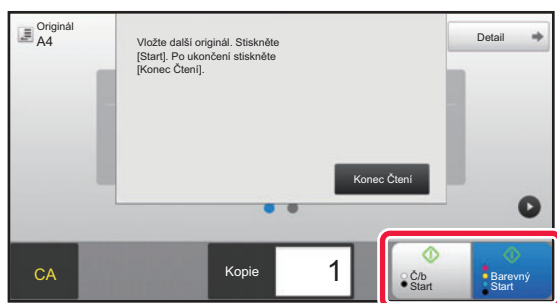 Originál
A4
Vložte další originál. Stiskněte
[Start]. Po ukončení stiskněte
[Konec Čtení].
Detail
Konec Čtení
CA
Kopie
1
Č/b
Start
Barevný
Start